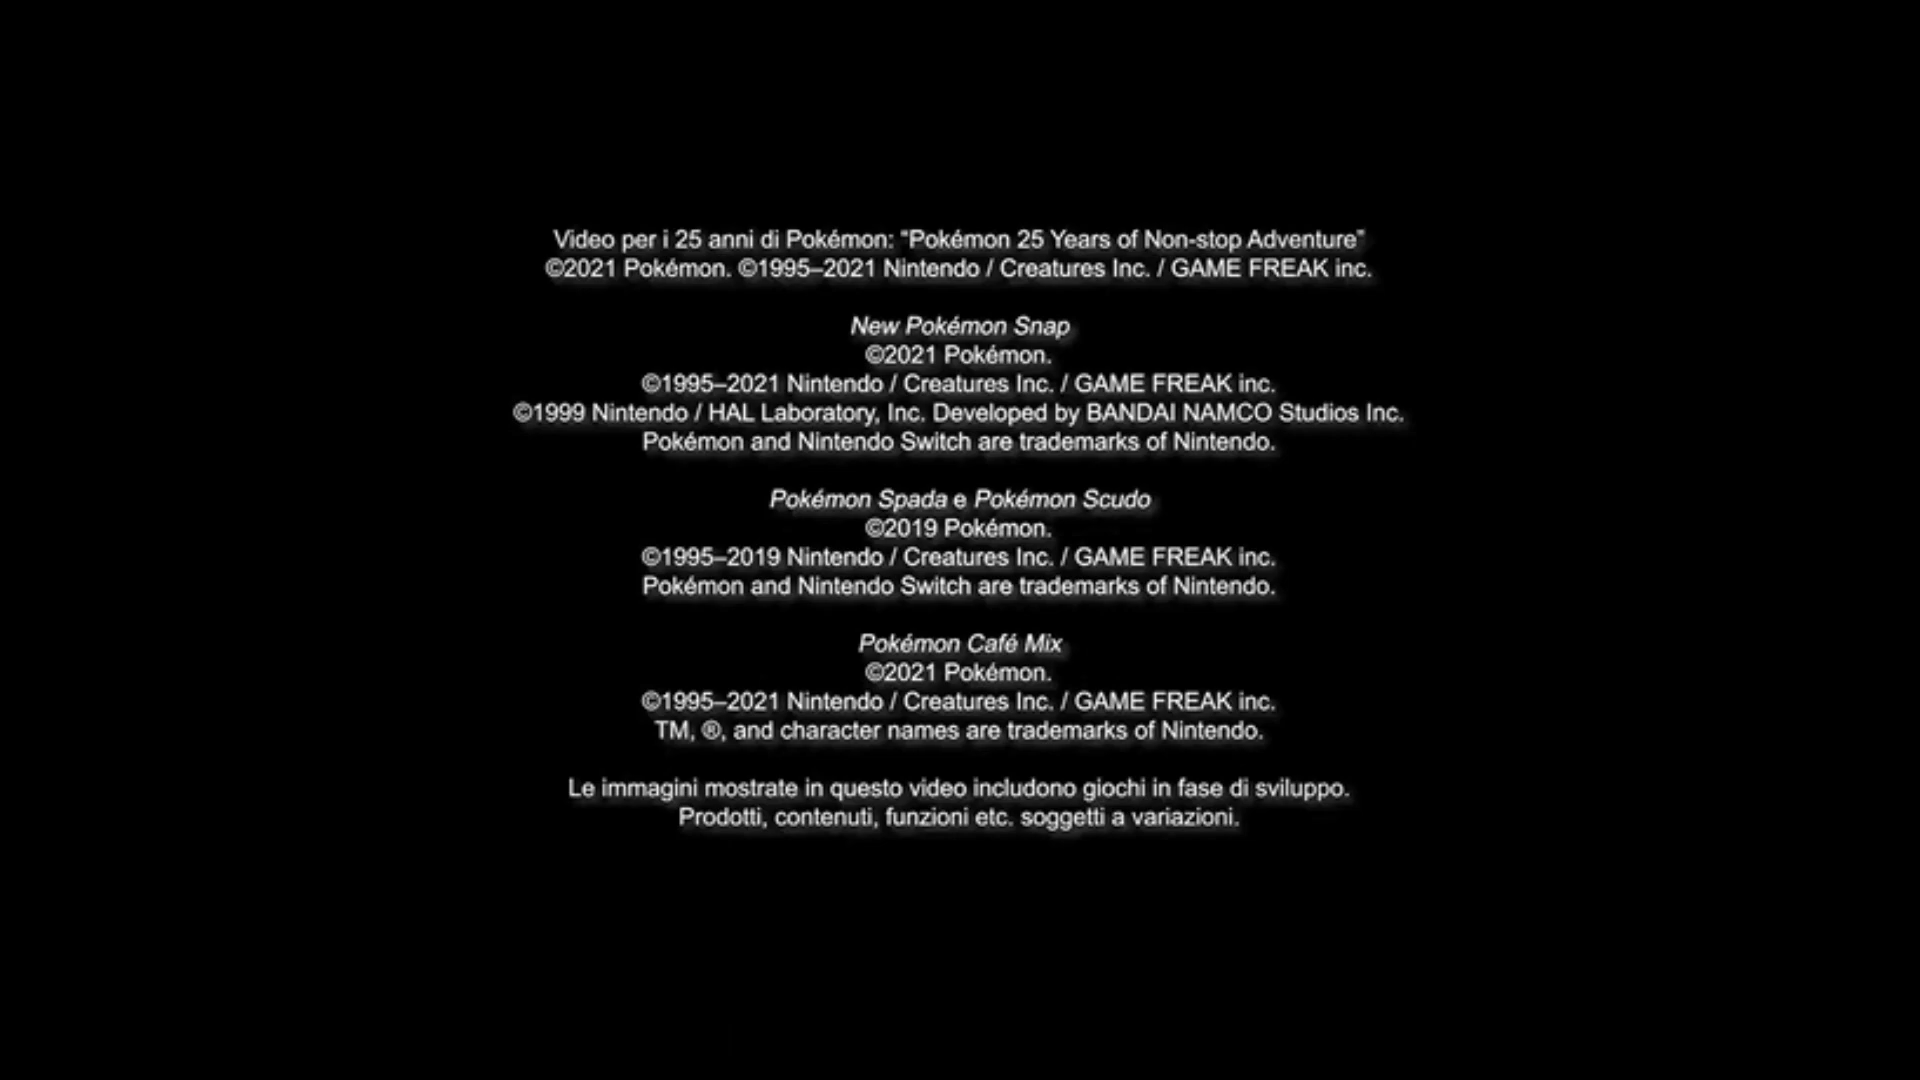 Video per i 25 anni di Pokémon: “Pokémon 25 Years of Non-stop Adventure”
©2021 Pokémon. ©1995–2021 Nintendo / Creatures Inc. / GAME FREAK inc.
New Pokémon Snap
©2021 Pokémon.
©1995–2021 Nintendo / Creatures Inc. / GAME FREAK inc.
©1999 Nintendo / HAL Laboratory, Inc. Developed by BANDAI NAMCO Studios Inc.
Pokémon and Nintendo Switch are trademarks of Nintendo.
Pokémon Spada e Pokémon Scudo
©2019 Pokémon.
©1995–2019 Nintendo / Creatures Inc. / GAME FREAK inc.
Pokémon and Nintendo Switch are trademarks of Nintendo.
Pokémon Café Mix
©2021 Pokémon.
©1995–2021 Nintendo / Creatures Inc. / GAME FREAK inc.
TM, ®, and character names are trademarks of Nintendo.
Le immagini mostrate in questo video includono giochi in fase di sviluppo.
Prodotti, contenuti, funzioni etc. soggetti a variazioni.